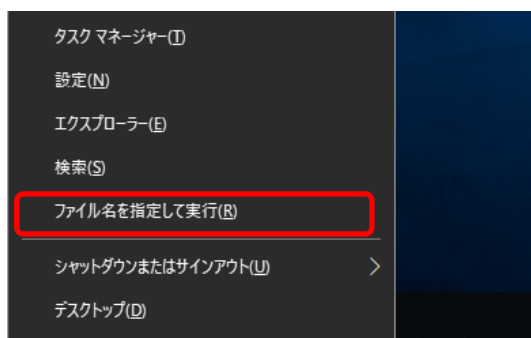 タスク マネージャー(T)
設定(N)
エクスプローラー(E)
検索(S)
ファイル名を指定して実行(R)
シャットダウンまたはサインアウト(U)
デスクトップ(D)